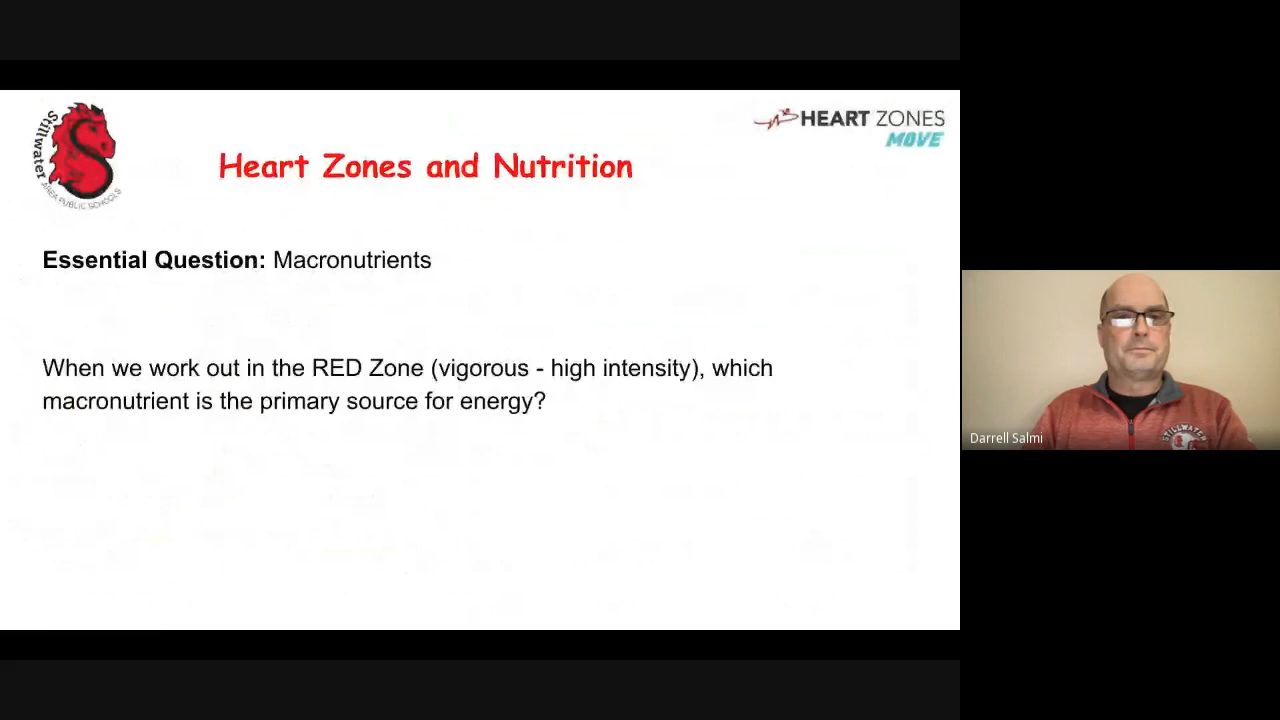 Stillwater
AREA PUBLIC SCHOOLS
HEART ZONES
MOVE
Heart Zones and Nutrition
Essential Question: Macronutrients
When we work out in the RED Zone (vigorous - high intensity), which
macronutrient is the primary source for energy?
Darrell Salmi
STILLWATER